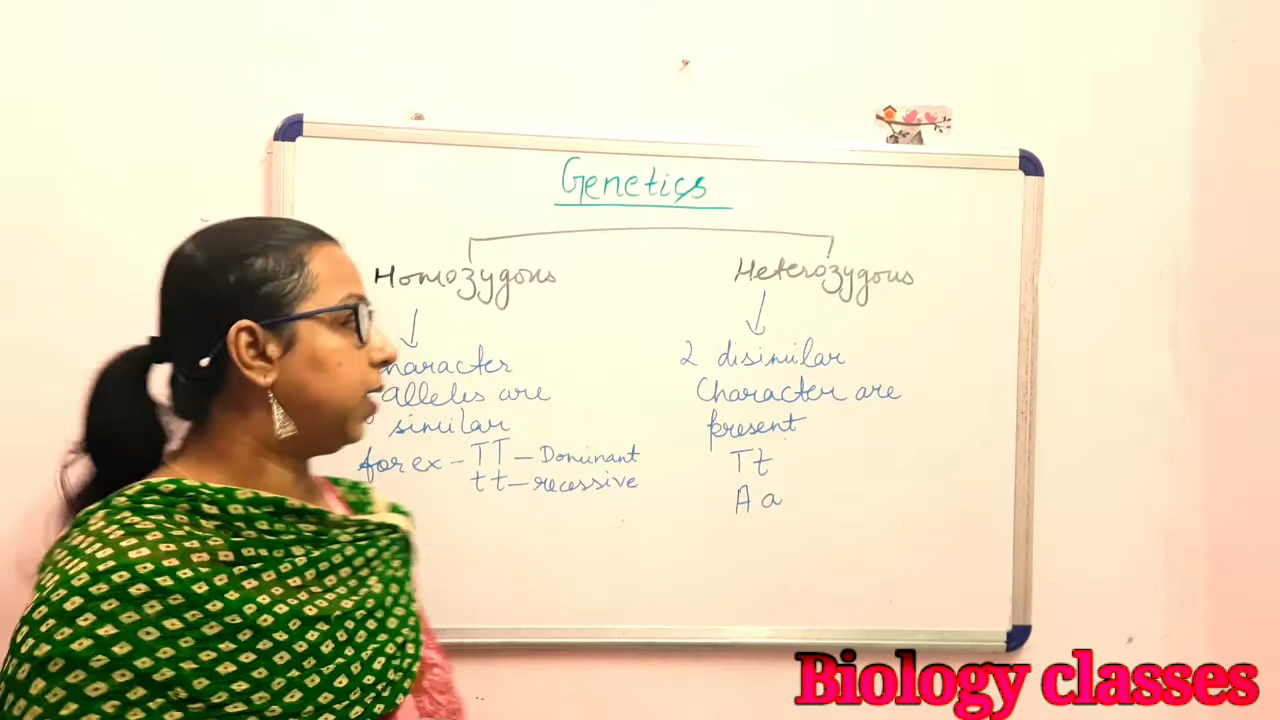 Genetics
Homozygous
Heterozygous
character
alleles are
similar
for ex - TT - Dominant
tt - recessive
2 disimilar
Character are
present
Tt
Aa
Biology classes